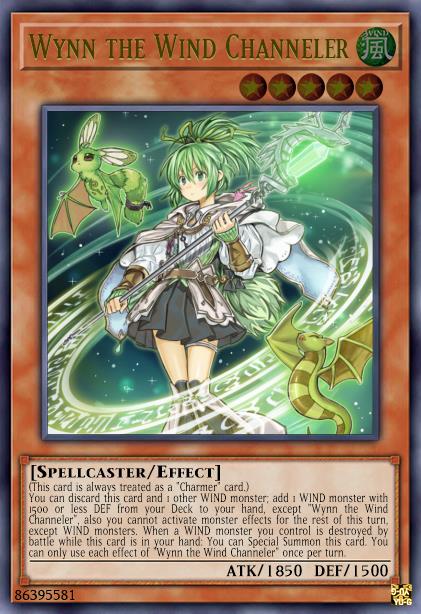 WYNN THE WIND CHANNELER
WIND
風
[SPELLCASTER/EFFECT]
(This card is always treated as a "Charmer" card.)
You can discard this card and 1 other WIND monster; add 1 WIND monster with
1500 or less DEF from your Deck to your hand, except "Wynn the Wind
Channeler", also you cannot activate monster effects for the rest of this turn,
except WIND monsters. When a WIND monster you control is destroyed by
battle while this card is in your hand: You can Special Summon this card. You
can only use each effect of "Wynn the Wind Channeler" once per turn.
ATK/1850 DEF/1500
86395581